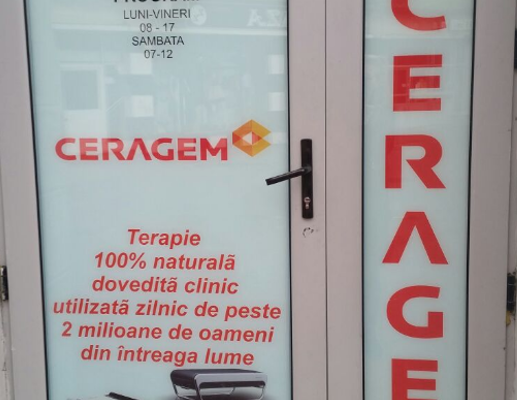 LUNI-VINERI
08 - 17
SAMBATA
07-12
CERAGEM
Terapie
100% naturală
dovedită clinic
utilizată zilnic de peste
2 milioane de oameni
din întreaga lume
CERAGE